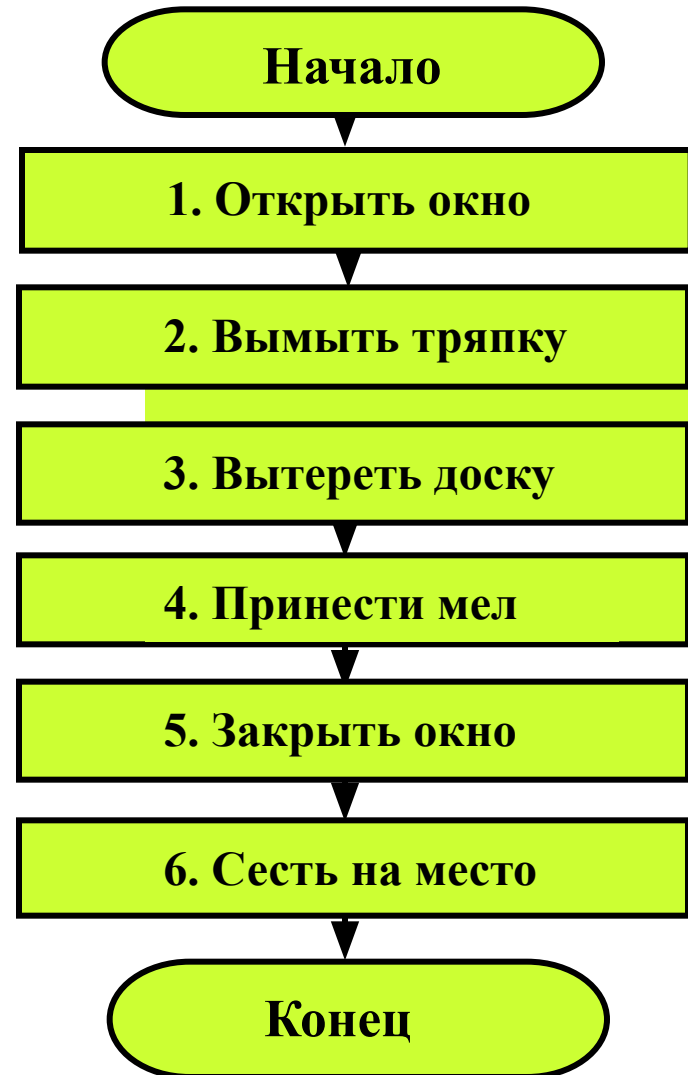 Начало
1. Открыть окно
2. Вымыть тряпку
3. Вытереть доску
4. Принести мел
5. Закрыть окно
6. Сесть на место
Конец